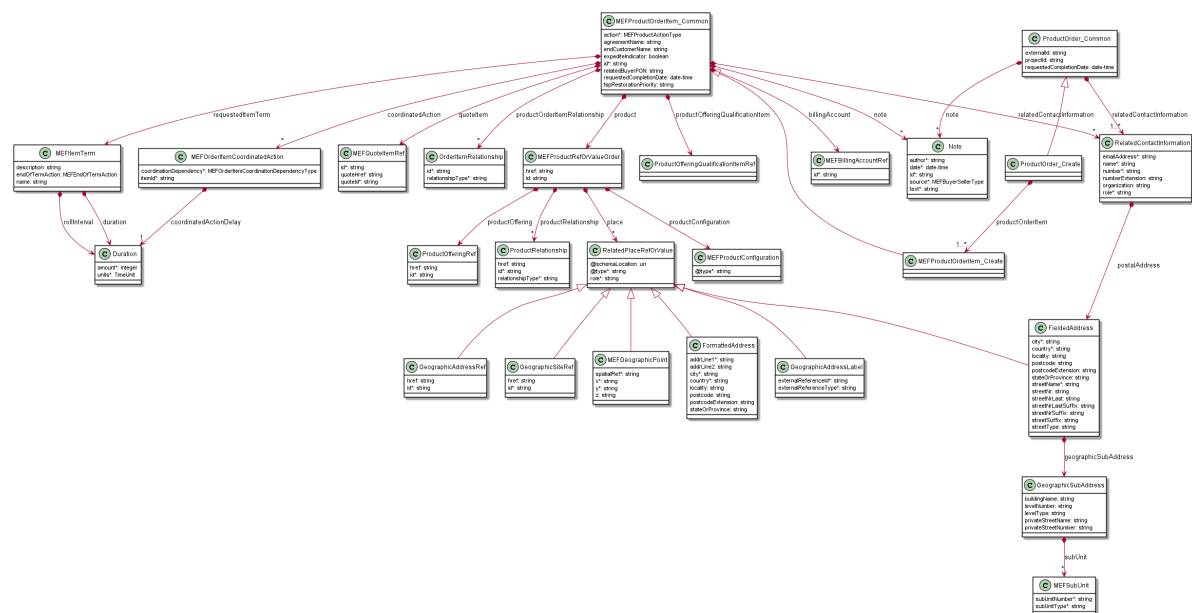 C MEFProductOrderItem_Common
action*: MEFProductActionType
agreementName: string
endCustomerName: string
expediteIndicator: boolean
id*: string
relatedBuyerPON: string
requestedCompletionDate: date-time
tspRestorationPriority: string
C ProductOrder_Common
externalId: string
projectId: string
requestedCompletionDate: date-time
requestedItemTerm
coordinatedAction
quoteItem
productOrderItemRelationship
product
productOfferingQualificationItem
billingAccount
note
note
relatedContactInformation
relatedContactInformation
*
*
*
*
*
1..*
C MEFItemTerm
description: string
endOfTermAction: MEFEndOfTermAction
name: string
C MEFOrderItemCoordinatedAction
coordinationDependency*: MEFOrderItemCoordinationDependencyType
itemId*: string
C MEFQuoteItemRef
id*: string
quoteHref: string
quoteId*: string
C OrderItemRelationship
id*: string
relationshipType*: string
C MEFProductRefOrValueOrder
href: string
id: string
C ProductOfferingQualificationItemRef
id*: string
C MEFBillingAccountRef
id*: string
C Note
author*: string
date*: date-time
id*: string
source*: MEFBuyerSellerType
text*: string
C ProductOrder_Create
C RelatedContactInformation
emailAddress*: string
name*: string
number*: string
numberExtension: string
organization: string
role*: string
rollInterval
duration
coordinatedActionDelay
1
productOffering
productRelationship
*
place
*
productConfiguration
productOrderItem
1..*
postalAddress
C Duration
amount*: integer
units*: TimeUnit
C ProductOfferingRef
href: string
id*: string
C ProductRelationship
href: string
id*: string
relationshipType*: string
C RelatedPlaceRefOrValue
@schemaLocation: uri
@type*: string
role*: string
C MEFProductConfiguration
@type*: string
C MEFProductOrderItem_Create
C GeographicAddressRef
href: string
id*: string
C GeographicSiteRef
href: string
id*: string
C MEFGeographicPoint
spatialRef*: string
x*: string
y*: string
z: string
C FormattedAddress
addrLine1*: string
addrLine2: string
city*: string
country*: string
locality: string
postcode: string
postcodeExtension: string
stateOrProvince: string
C GeographicAddressLabel
externalReferenceId*: string
externalReferenceType*: string
C FieldedAddress
city*: string
country*: string
locality: string
postcode: string
postcodeExtension: string
stateOrProvince: string
streetName*: string
streetNr: string
streetNrLast: string
streetNrLastSuffix: string
streetNrSuffix: string
streetSuffix: string
streetType: string
geographicSubAddress
C GeographicSubAddress
buildingName: string
levelNumber: string
levelType: string
privateStreetName: string
privateStreetNumber: string
subUnit
*
C MEFSubUnit
subUnitNumber*: string
subUnitType*: string